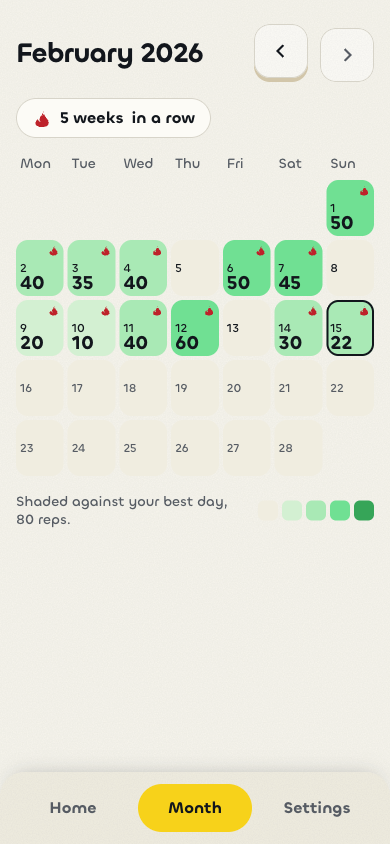 February 2026
5 weeks in a row
Mon Tue Wed Thu Fri Sat Sun
1
50
2 3 4 5 6 7 8
40 35 40 50 45
9 10 11 12 13 14 15
20 10 40 60 30 22
16 17 18 19 20 21 22
23 24 25 26 27 28
Shaded against your best day,
80 reps.
Home Month Settings